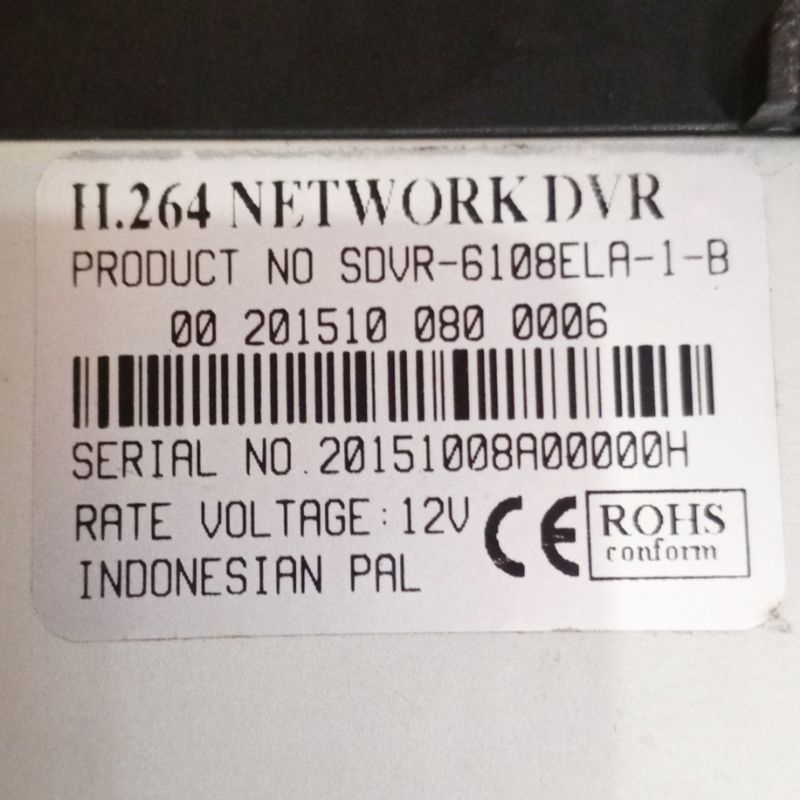 H.264 NETWORK DVR
PRODUCT NO SDVR-6108ELA-1-B
00 201510 080 0006
SERIAL NO.20151008A00000H
RATE VOLTAGE:12V
CE
ROHS
conform
INDONESIAN PAL